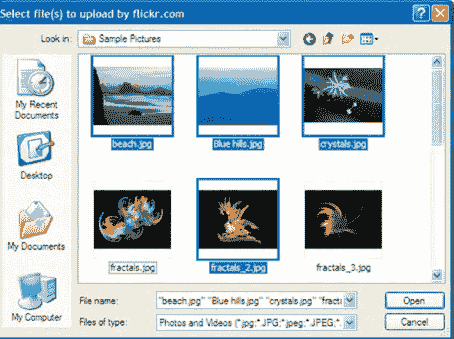 Select file(s) to upload by flickr.com
Look in: Sample Pictures
My Recent Documents
Desktop
My Documents
My Computer
beach.jpg Blue hills.jpg crystals.jpg
fractals.jpg fractals_2.jpg fractals_3.jpg
File name: "beach.jpg" "Blue hills.jpg" "crystals.jpg" "fract
Open
Files of type: Photos and Videos (*.jpg;*.JPG;*.jpeg;*.JPEG;*.
Cancel